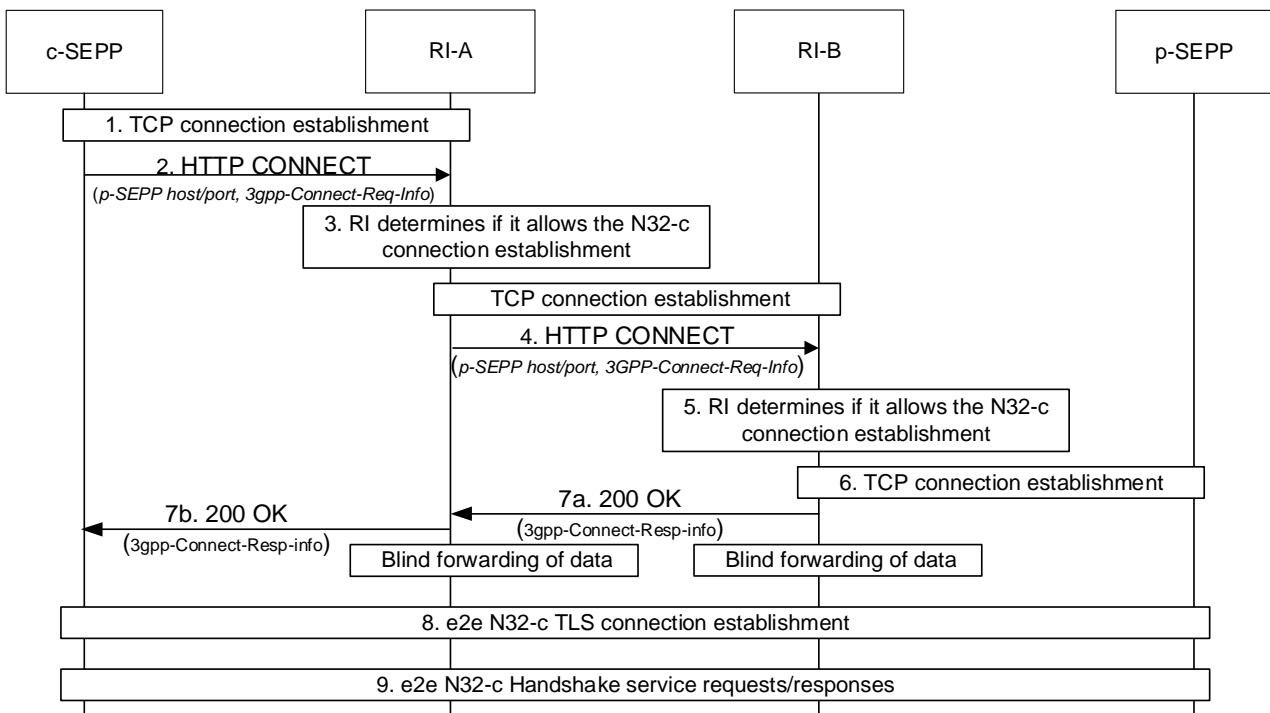 c-SEPP
RI-A
RI-B
p-SEPP
1. TCP connection establishment
2. HTTP CONNECT
(p-SEPP host/port, 3gpp-Connect-Req-Info)
3. RI determines if it allows the N32-c
connection establishment
TCP connection establishment
4. HTTP CONNECT
(p-SEPP host/port, 3GPP-Connect-Req-Info)
5. RI determines if it allows the N32-c
connection establishment
6. TCP connection establishment
7a. 200 OK
(3gpp-Connect-Resp-info)
7b. 200 OK
(3gpp-Connect-Resp-info)
Blind forwarding of data
Blind forwarding of data
8. e2e N32-c TLS connection establishment
9. e2e N32-c Handshake service requests/responses